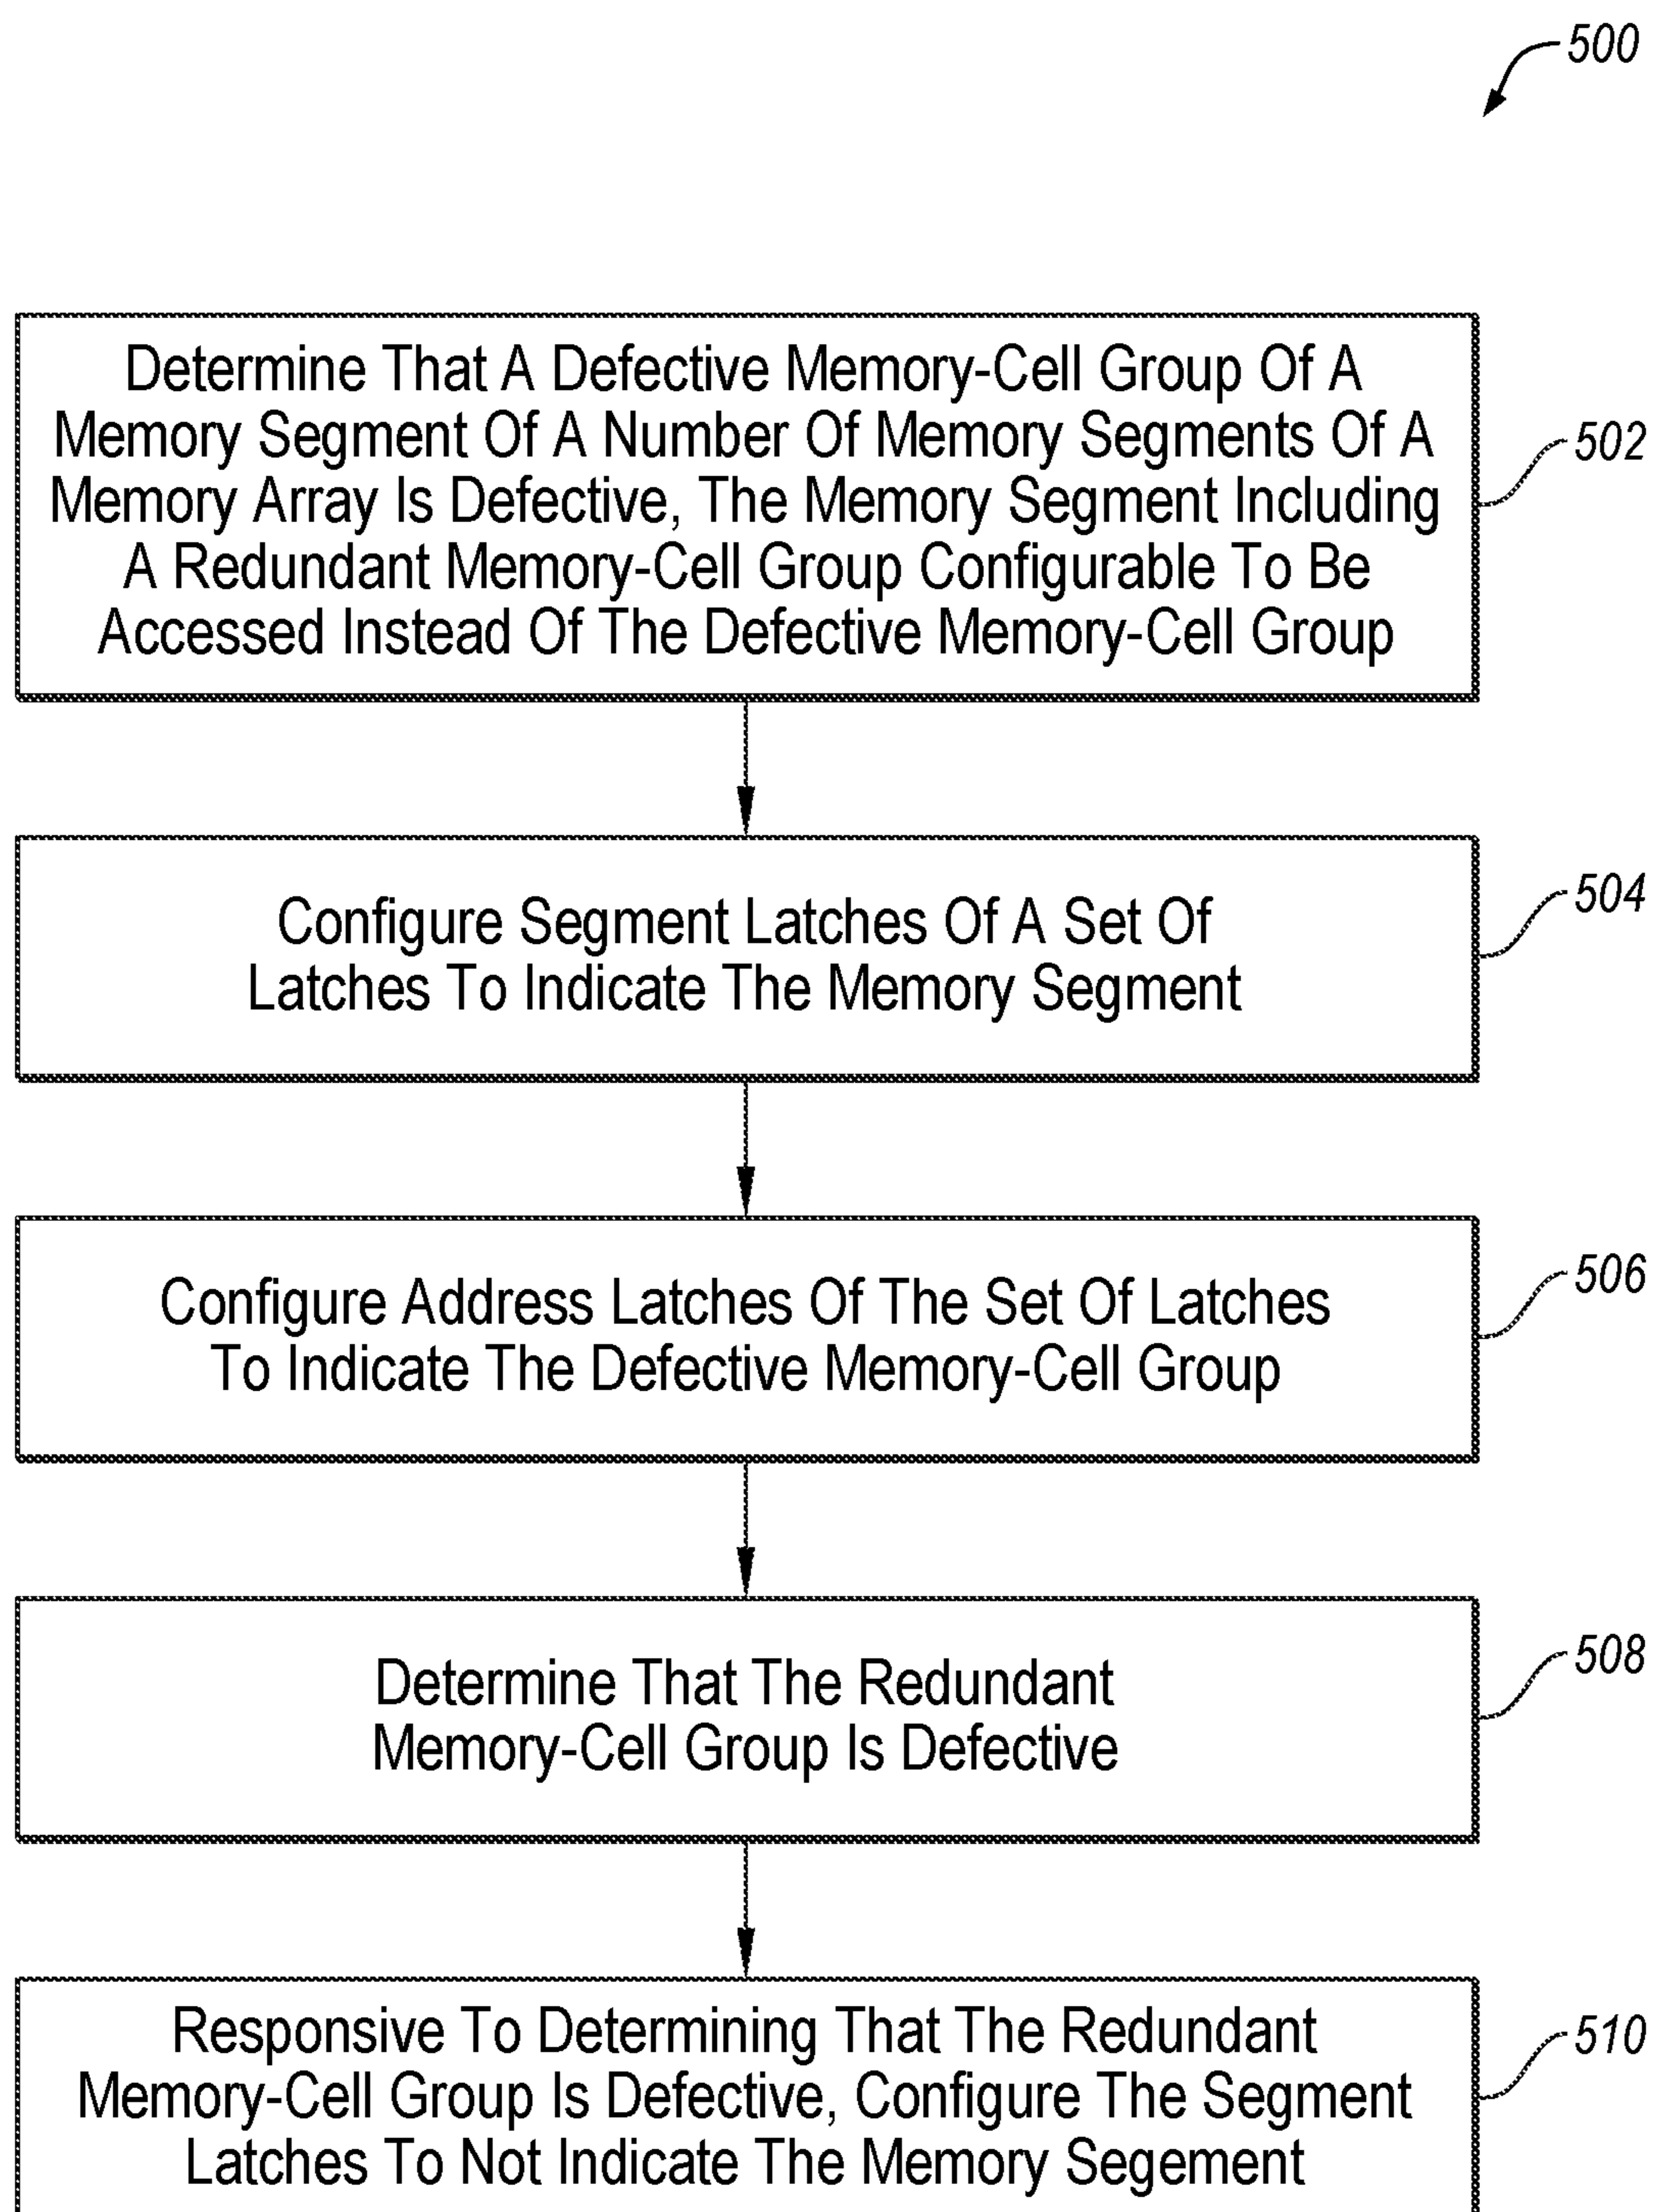 500
Determine That A Defective Memory-Cell Group Of A
Memory Segment Of A Number Of Memory Segments Of A
Memory Array Is Defective, The Memory Segment Including
A Redundant Memory-Cell Group Configurable To Be
Accessed Instead Of The Defective Memory-Cell Group
502
Configure Segment Latches Of A Set Of
Latches To Indicate The Memory Segment
504
Configure Address Latches Of The Set Of Latches
To Indicate The Defective Memory-Cell Group
506
Determine That The Redundant
Memory-Cell Group Is Defective
508
Responsive To Determining That The Redundant
Memory-Cell Group Is Defective, Configure The Segment
Latches To Not Indicate The Memory Segement
510